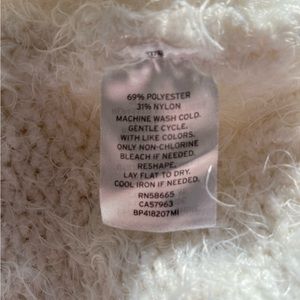 69% POLYESTER
31% NYLON
MACHINE WASH COLD.
GENTLE CYCLE.
WITH LIKE COLORS.
ONLY NON-CHLORINE
BLEACH IF NEEDED.
RESHAPE.
LAY FLAT TO DRY.
COOL IRON IF NEEDED.
RN58665
CA57963
BP418207MI